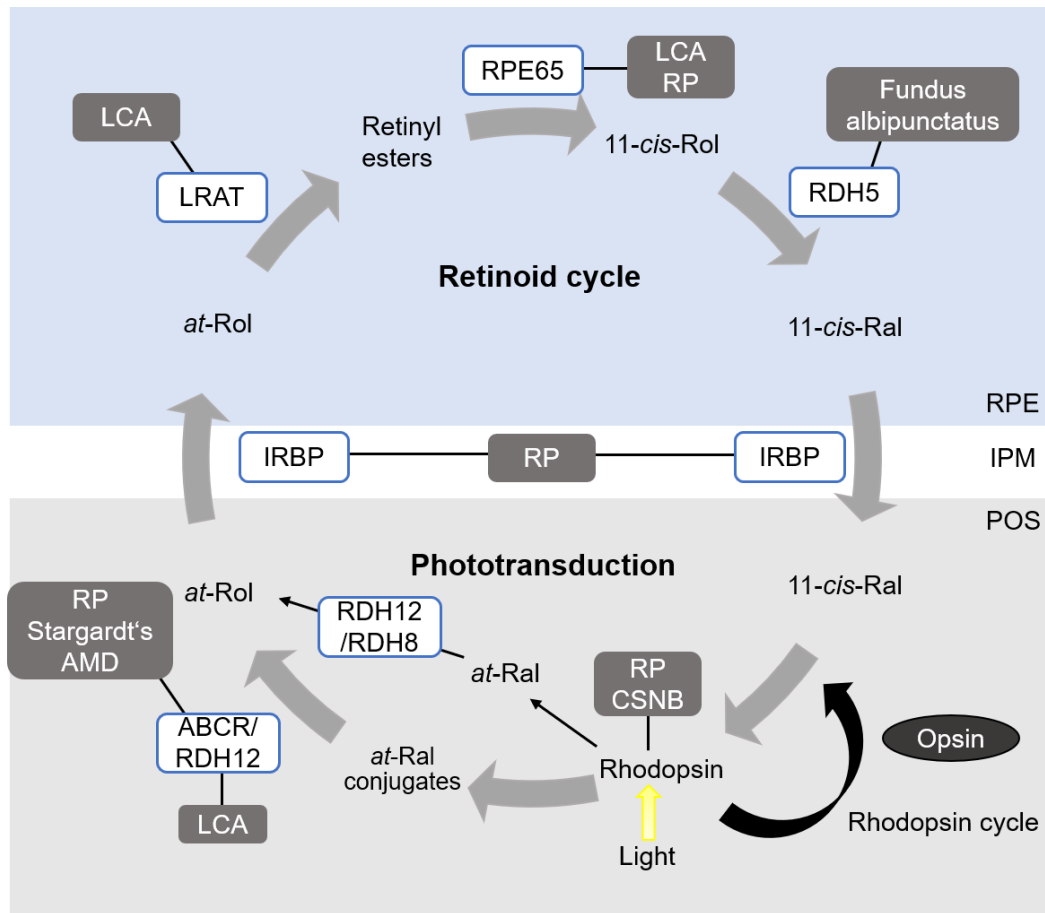 RPE65
LCA
RP
LCA
Fundus
albipunctatus
Retinyl
esters
11-cis-Rol
LRAT
RDH5
Retinoid cycle
at-Rol
11-cis-Ral
RPE
IRBP
RP
IRBP
IPM
POS
Phototransduction
RP
Stargardt‘s
AMD
at-Rol
RDH12
/RDH8
11-cis-Ral
at-Ral
RP
CSNB
ABCR/
RDH12
at-Ral
conjugates
Rhodopsin
Opsin
LCA
Light
Rhodopsin cycle